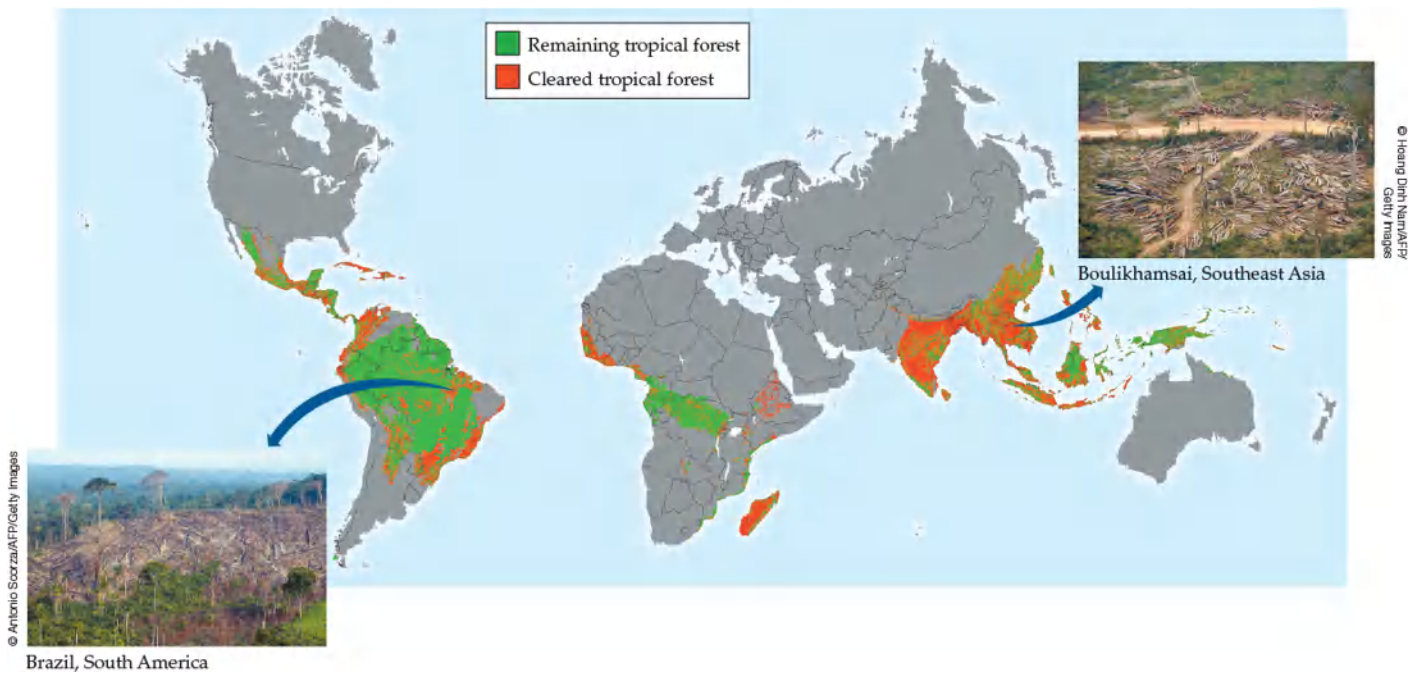 Remaining tropical forest
Cleared tropical forest
© Hoang Dinh Nam/AFP/
Getty Images
Boulikhamsai, Southeast Asia
© Antonio Scorza/AFP/Getty Images
Brazil, South America